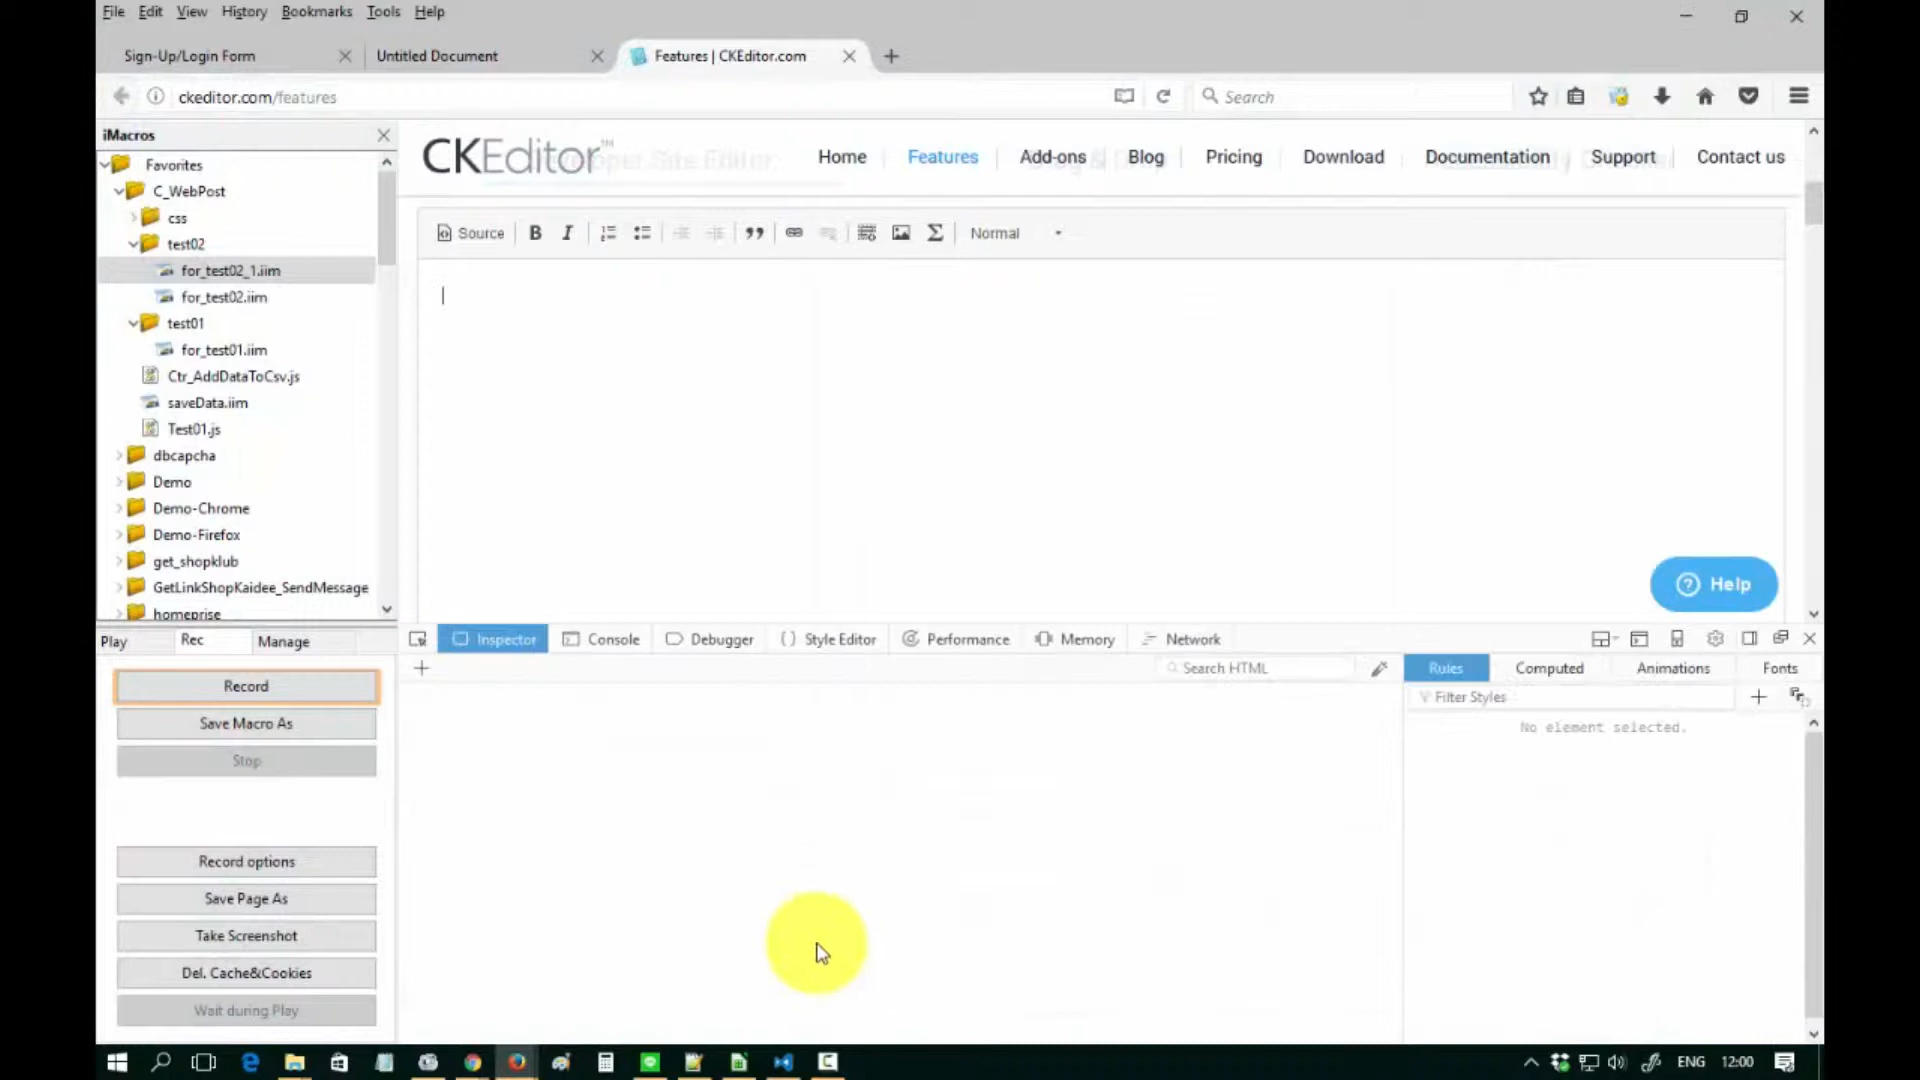 File Edit View History Bookmarks Tools Help
Sign-Up/Login Form Untitled Document Features | CKEditor.com
ckeditor.com/features Search
iMacros
Favorites
C_WebPost
css
test02
for_test02_1.iim
for_test02.iim
test01
for_test01.iim
Ctr_AddDataToCsv.js
saveData.iim
Test01.js
dbcapcha
Demo
Demo-Chrome
Demo-Firefox
get_shopklub
GetLinkShopKaidee_SendMessage
homeprise
Play Rec Manage
Record
Save Macro As
Stop
Record options
Save Page As
Take Screenshot
Del. Cache&Cookies
Wait during Play
CKEditor™ Home Features Add-ons Blog Pricing Download Documentation Support Contact us
Source B I Normal
Help
Inspector Console Debugger Style Editor Performance Memory Network
Search HTML Rules Computed Animations Fonts
Filter Styles
No element selected.
ENG 12:00